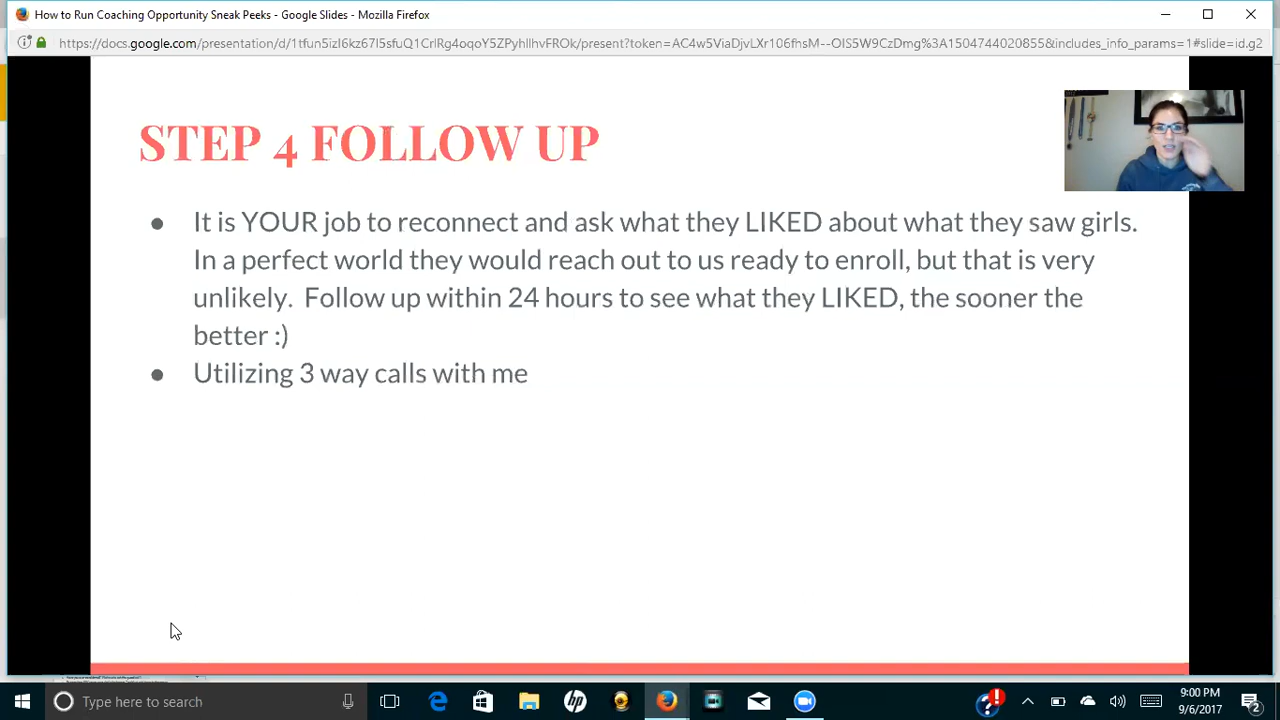 How to Run Coaching Opportunity Sneak Peeks - Google Slides - Mozilla Firefox
STEP 4 FOLLOW UP
● It is YOUR job to reconnect and ask what they LIKED about what they saw girls.
In a perfect world they would reach out to us ready to enroll, but that is very
unlikely. Follow up within 24 hours to see what they LIKED, the sooner the
better :)
● Utilizing 3 way calls with me
Type here to search
9:00 PM
9/6/2017
2